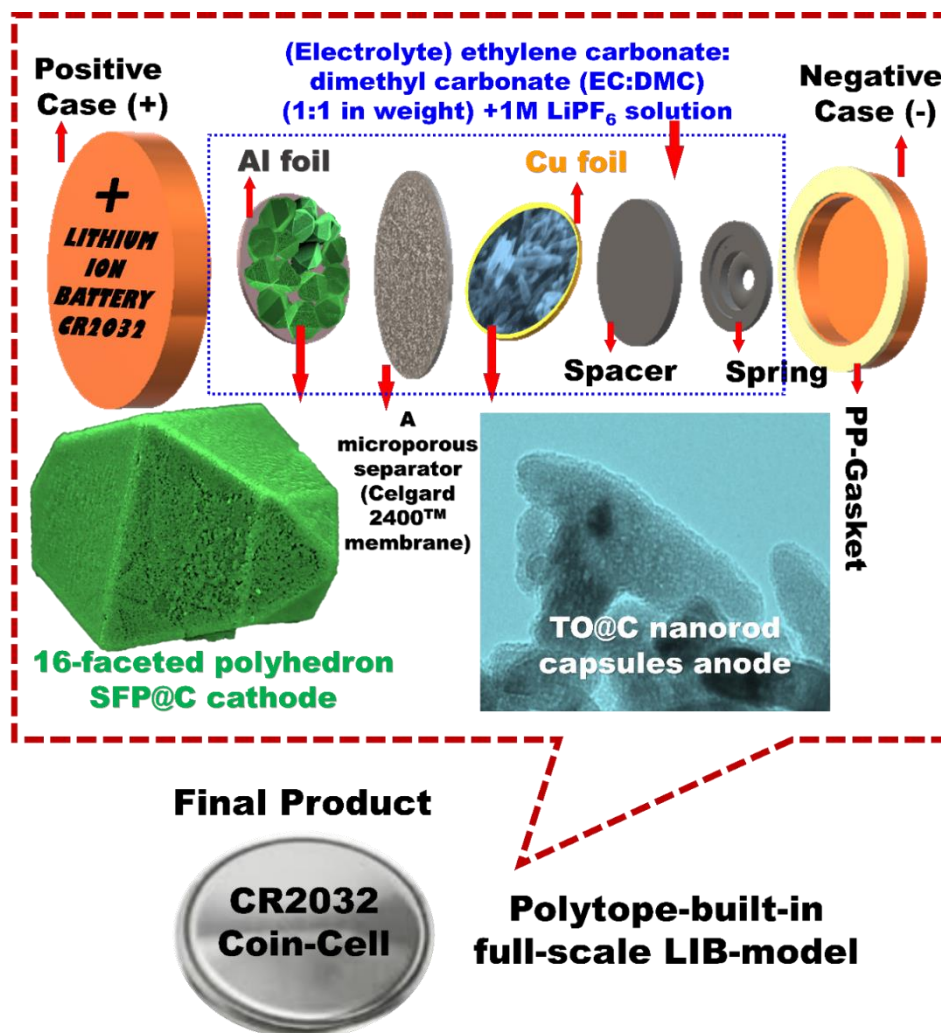 (Electrolyte) ethylene carbonate:
dimethyl carbonate (EC:DMC)
(1:1 in weight) +1M LiPF₆ solution
Positive
Case (+)
Negative
Case (-)
Al foil
Cu foil
+
LITHIUM
ION
BATTERY
CR2032
Spacer
Spring
PP-Gasket
A
microporous
separator
(Celgard
2400™
membrane)
16-faceted polyhedron
SFP@C cathode
TO@C nanorod
capsules anode
Final Product
CR2032
Coin-Cell
Polytope-built-in
full-scale LIB-model